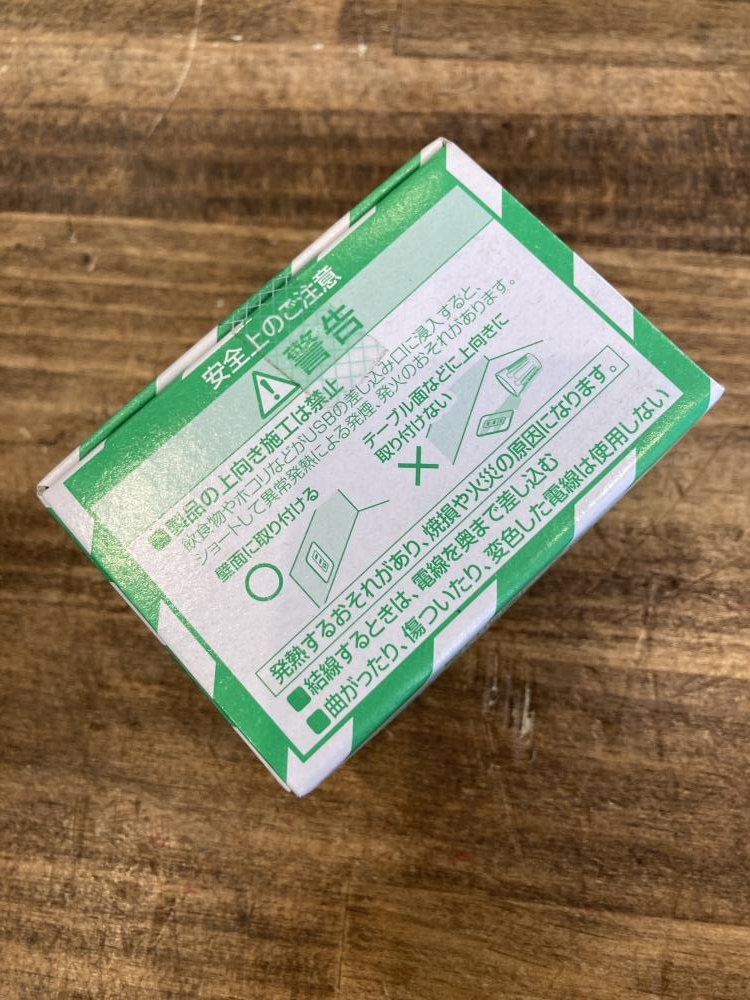 安全上のご注意
警告
製品の上向き施工は禁止
飲食物やホコリなどがUSBの差し込み口に浸入すると、
ショートして異常発熱による発煙、発火のおそれがあります。
壁面に取り付ける
テーブル面などに上向きに
取り付けない
発熱するおそれがあり、焼損や火災の原因になります。
結線するときは、電線を奥まで差し込む
曲がったり、傷ついたり、変色した電線は使用しない